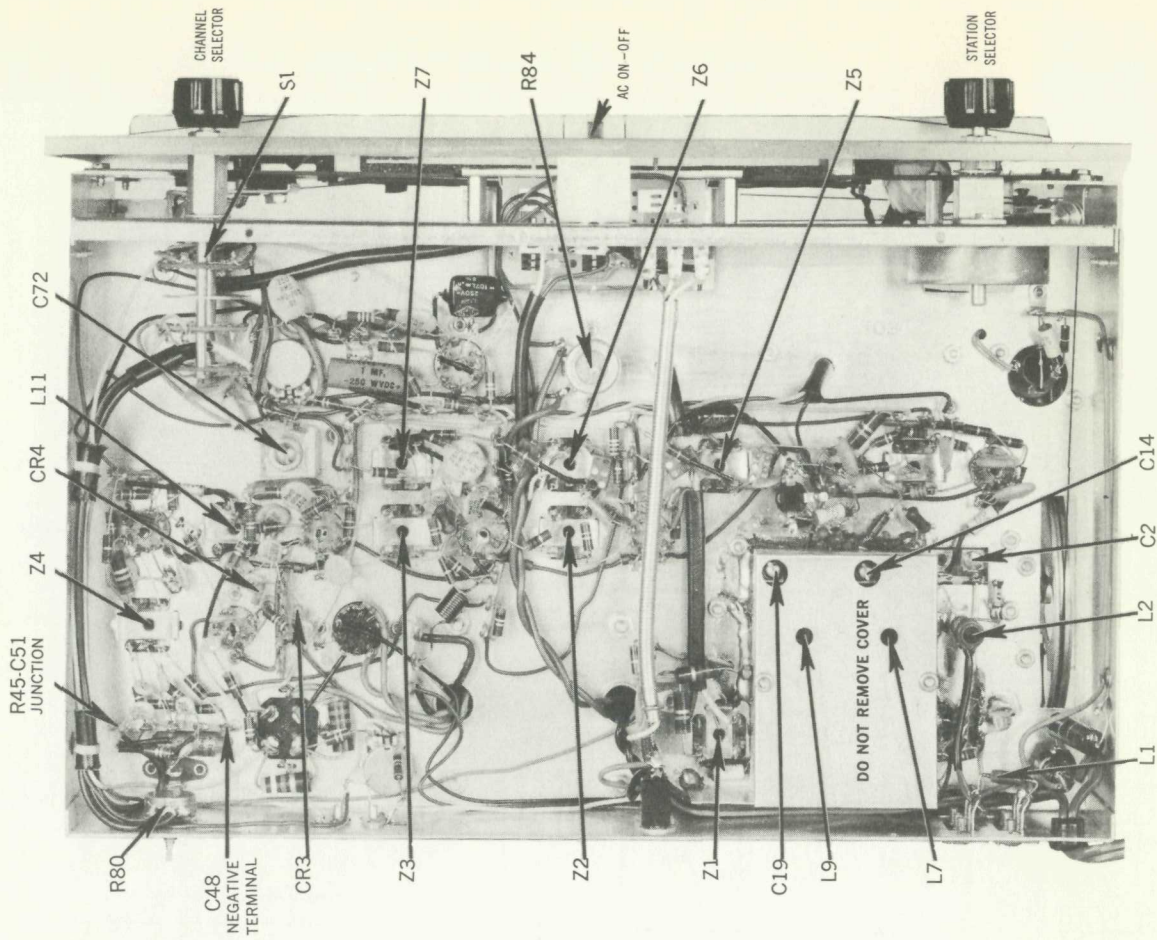 CHANNEL
SELECTOR
S1
Z7
R84
AC ON-OFF
Z6
Z5
STATION
SELECTOR
C72
L11
CR4
Z4
R45-C51
JUNCTION
R80
C48
NEGATIVE
TERMINAL
CR3
Z3
Z2
Z1
C19
L9
L7
L1
L2
C2
C14
DO NOT REMOVE COVER
1 MF.
-250 WVDC+